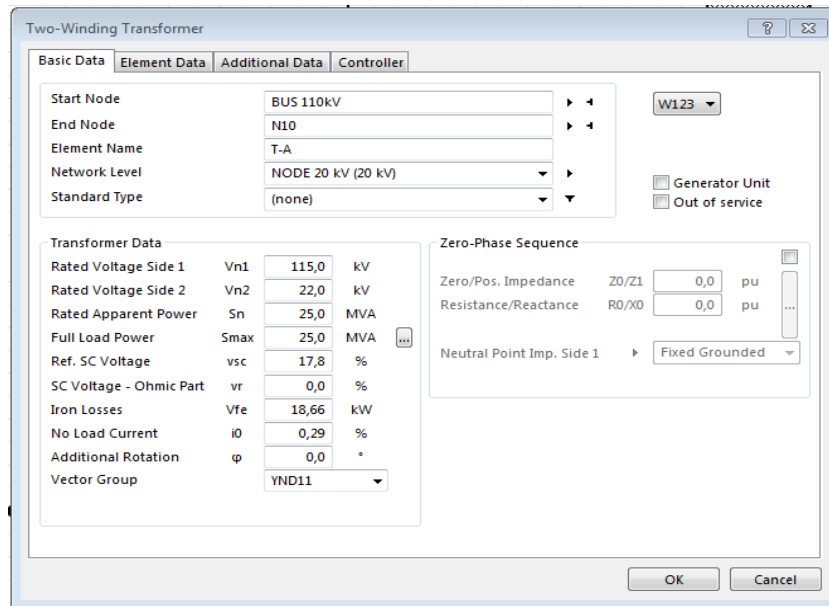 Two-Winding Transformer
Basic Data Element Data Additional Data Controller
Start Node BUS 110kV W123
End Node N10
Element Name T-A
Network Level NODE 20 kV (20 kV)
Generator Unit
Standard Type (none)
Out of service
Transformer Data
Rated Voltage Side 1 Vn1 115,0 kV
Rated Voltage Side 2 Vn2 22,0 kV
Rated Apparent Power Sn 25,0 MVA
Full Load Power Smax 25,0 MVA ...
Ref. SC Voltage vsc 17,8 %
SC Voltage - Ohmic Part vr 0,0 %
Iron Losses Vfe 18,66 kW
No Load Current i0 0,29 %
Additional Rotation φ 0,0 °
Vector Group YND11
Zero-Phase Sequence
Zero/Pos. Impedance Z0/Z1 0,0 pu
Resistance/Reactance R0/X0 0,0 pu ...
Neutral Point Imp. Side 1 Fixed Grounded
OK Cancel